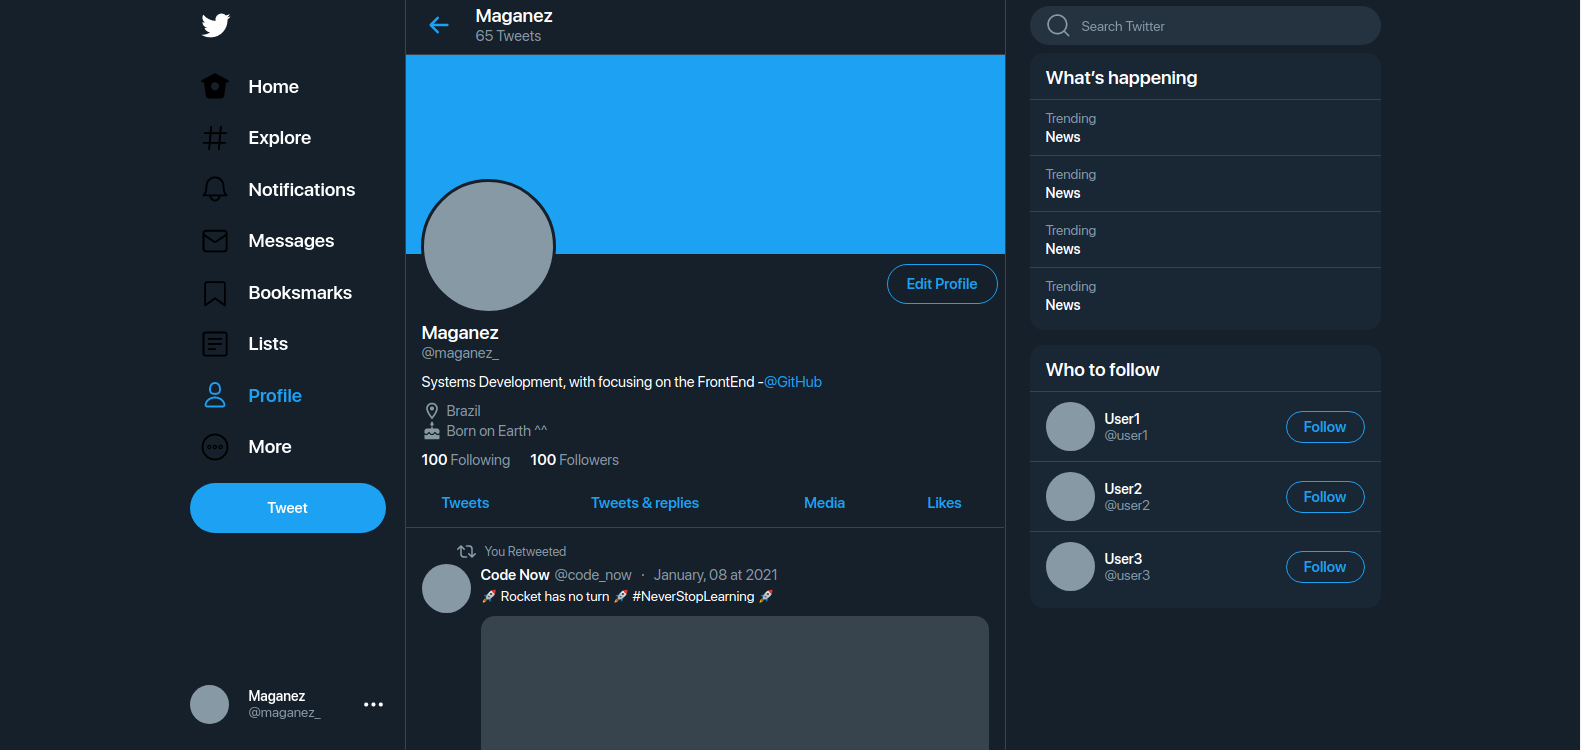 Home
Explore
Notifications
Messages
Booksmarks
Lists
Profile
More
Tweet
Maganez
@maganez_
Maganez
65 Tweets
Edit Profile
Maganez
@maganez_
Systems Development, with focusing on the FrontEnd -@GitHub
Brazil
Born on Earth ^^
100 Following 100 Followers
Tweets Tweets & replies Media Likes
You Retweeted
Code Now @code_now · January, 08 at 2021
🚀 Rocket has no turn 🚀 #NeverStopLearning 🚀
Search Twitter
What's happening
Trending
News
Trending
News
Trending
News
Trending
News
Who to follow
User1
@user1
Follow
User2
@user2
Follow
User3
@user3
Follow